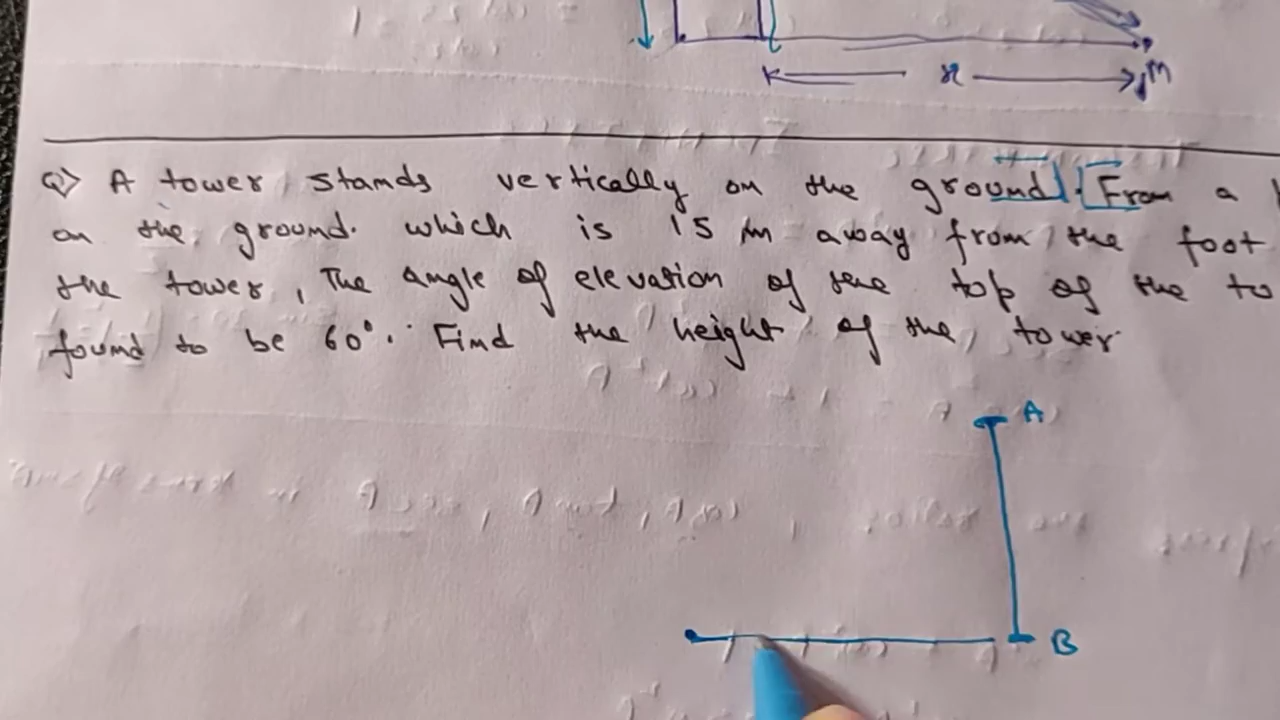 x
M
Q> A tower stands vertically on the ground. From a
on the ground. which is 15 m away from the foot
the tower, The angle of elevation of the top of the to
found to be 60°. Find the height of the tower
A
B